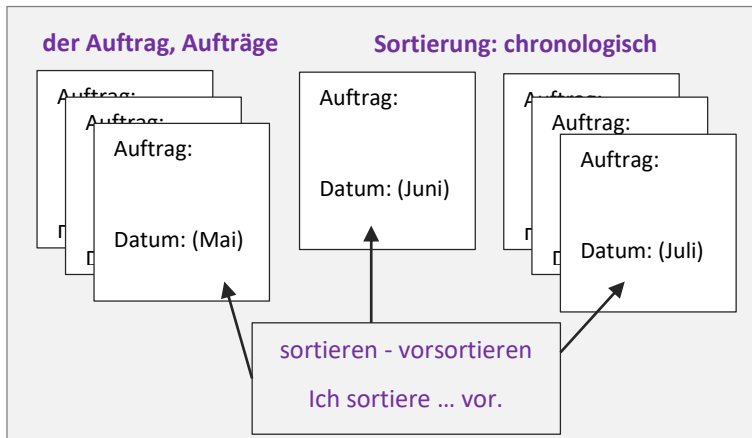 der Auftrag, Aufträge
Sortierung: chronologisch
Auftrag:
Auftrag:
Auftrag:
Datum: (Mai)
Auftrag:
Datum: (Juni)
Auftrag:
Auftrag:
Auftrag:
Datum: (Juli)
sortieren - vorsortieren
Ich sortiere ... vor.